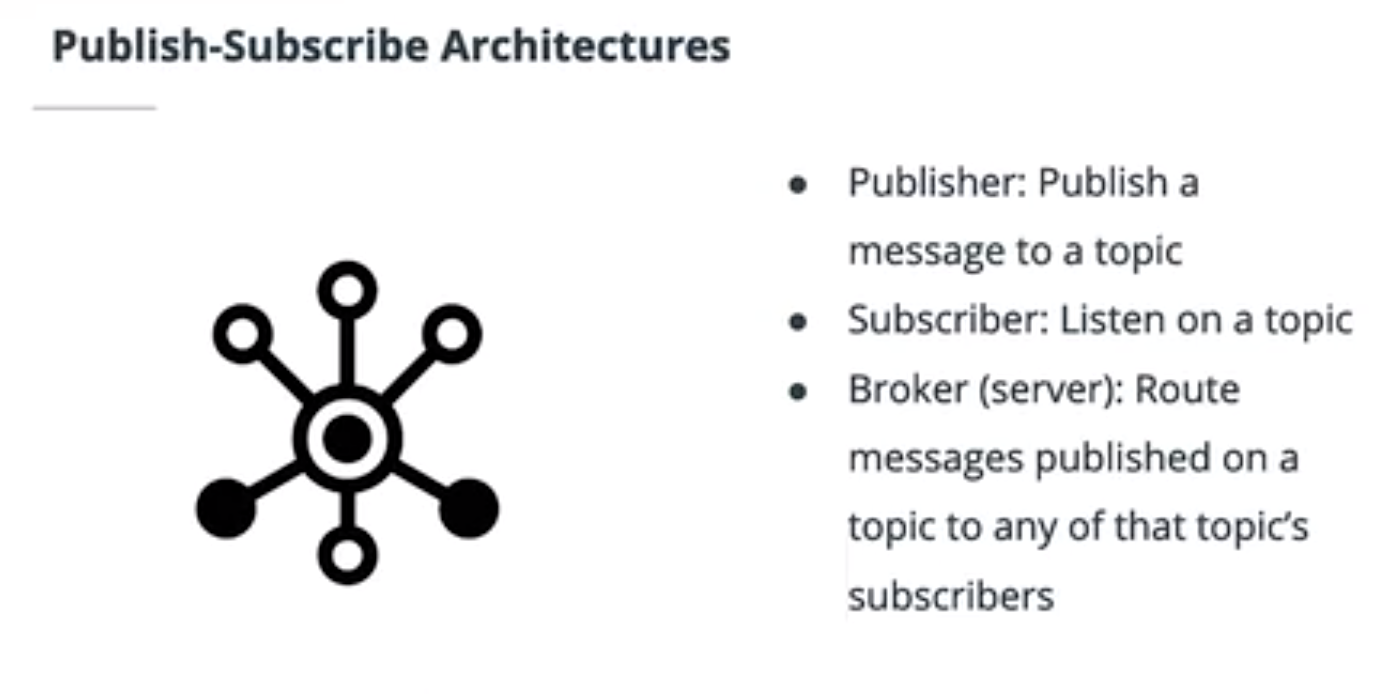 Publish-Subscribe Architectures
● Publisher: Publish a
message to a topic
● Subscriber: Listen on a topic
● Broker (server): Route
messages published on a
topic to any of that topic’s
subscribers